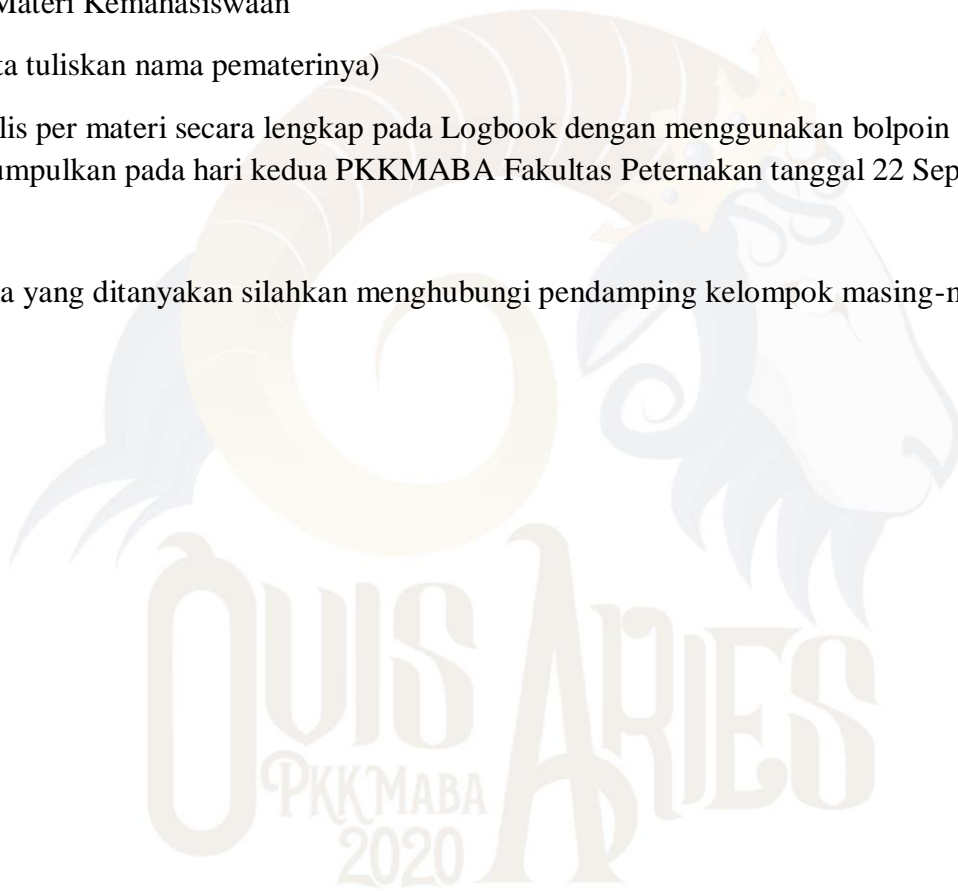 Materi Kemahasiswaan
ta tuliskan nama pematerinya)
lis per materi secara lengkap pada Logbook dengan menggunakan bolpoin
umpulkan pada hari kedua PKKMABA Fakultas Peternakan tanggal 22 Sep
a yang ditanyakan silahkan menghubungi pendamping kelompok masing-m
OVIS ARIES
PKKMABA
2020